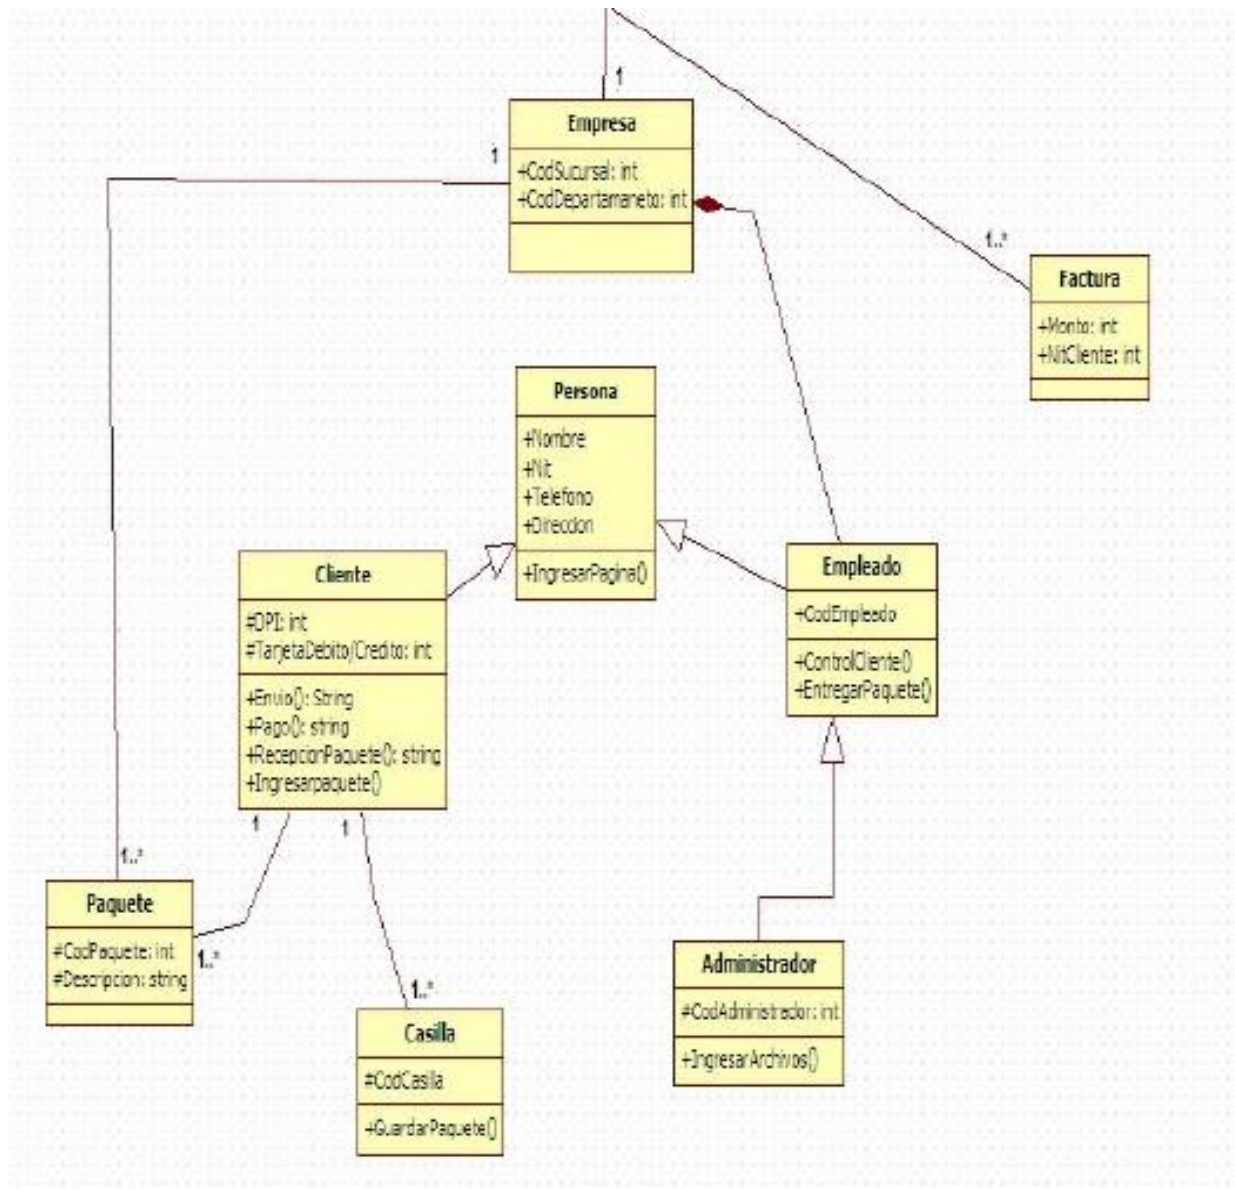 1
Empresa
1
+CodSucursal: int
+CodDepartamaneto: int
1..*
Factura
+Monto: int
+NitCliente: int
Persona
+Nombre
+Nit
+Telefono
+Direccion
+IngresarPagina()
Cliente
#DPI: int
#TarjetaDebito/Credito: int
+Envio(): String
+Pago(): string
+RecepcionPaquete(): string
+Ingresarpaquete()
Empleado
+CodEmpleado
+ControlCliente()
+EntregarPaquete()
1
1
1..*
Paquete
#CodPaquete: int
#Descripcion: string
1..*
1..*
Casilla
#CodCasilla
+GuardarPaquete()
Administrador
#CodAdministrador: int
+IngresarArchivos()